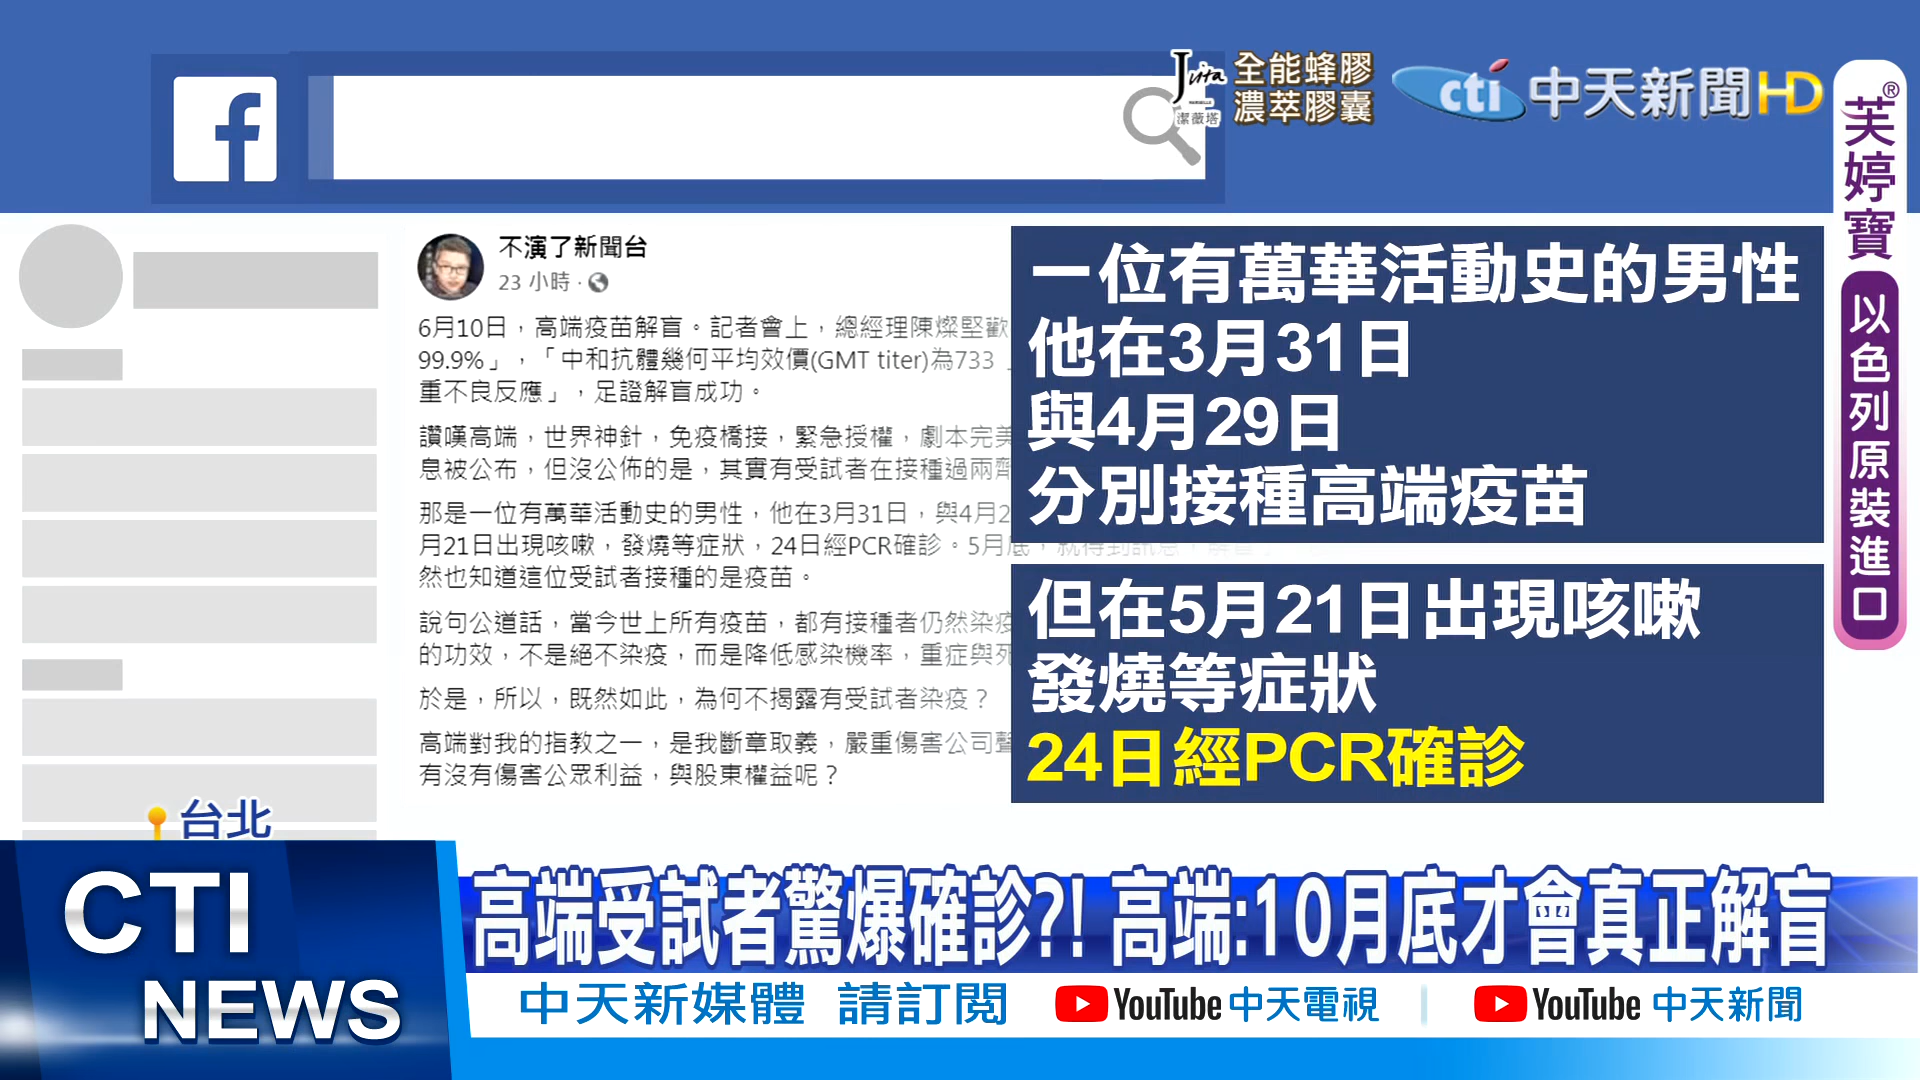 Jvita
MARSEILLE
潔薇塔
全能蜂膠
濃萃膠囊
cti 中天新聞HD
芙婷寶®
以色列原裝進口
不演了新聞台
23 小時
6月10日，高端疫苗解盲。記者會上，總經理陳燦堅歡
99.9%」，「中和抗體幾何平均效價(GMT titer)為733」
重不良反應」，足證解盲成功。
讚嘆高端，世界神針，免疫橋接，緊急授權，劇本完美
息被公布，但沒公佈的是，其實有受試者在接種過兩劑
那是一位有萬華活動史的男性，他在3月31日，與4月2
月21日出現咳嗽，發燒等症狀，24日經PCR確診。5月底，就得到訊息，
然也知道這位受試者接種的是疫苗。
說句公道話，當今世上所有疫苗，都有接種者仍然染疫
的功效，不是絕不染疫，而是降低感染機率，重症與死
於是，所以，既然如此，為何不揭露有受試者染疫？
高端對我的指教之一，是我斷章取義，嚴重傷害公司聲
有沒有傷害公眾利益，與股東權益呢？
一位有萬華活動史的男性
他在3月31日
與4月29日
分別接種高端疫苗
但在5月21日出現咳嗽
發燒等症狀
24日經PCR確診
台北
CTI
NEWS
高端受試者驚爆確診?! 高端:10月底才會真正解盲
中天新媒體 請訂閱 YouTube 中天電視 | YouTube 中天新聞